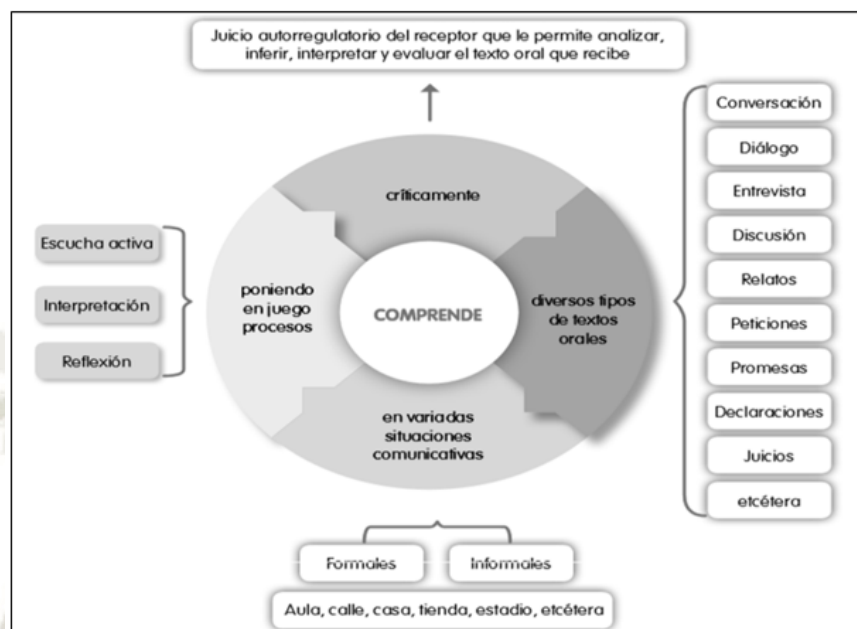 Juicio autorregulatorio del receptor que le permite analizar,
inferir, interpretar y evaluar el texto oral que recibe
críticamente
Escucha activa
Interpretación
Reflexión
poniendo
en juego
procesos
COMPRENDE
diversos tipos
de textos
orales
en variadas
situaciones
comunicativas
Conversación
Diálogo
Entrevista
Discusión
Relatos
Peticiones
Promesas
Declaraciones
Juicios
etcétera
Formales
Informales
Aula, calle, casa, tienda, estadio, etcétera